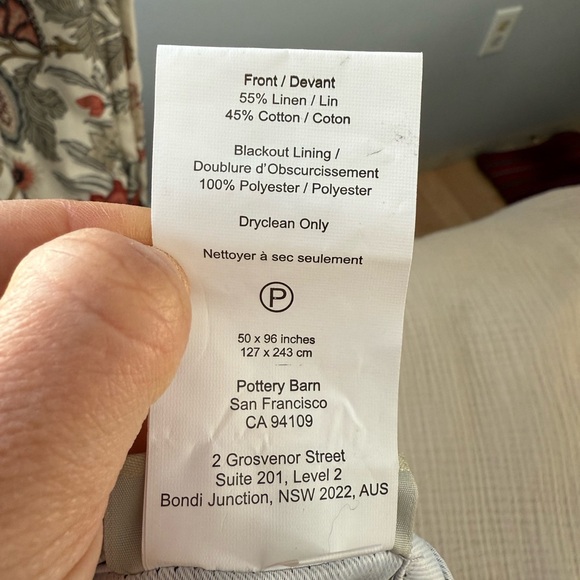 Front / Devant
55% Linen / Lin
45% Cotton / Coton
Blackout Lining /
Doublure d'Obscurcissement
100% Polyester / Polyester
Dryclean Only
Nettoyer à sec seulement
P
50 x 96 inches
127 x 243 cm
Pottery Barn
San Francisco
CA 94109
2 Grosvenor Street
Suite 201, Level 2
Bondi Junction, NSW 2022, AUS